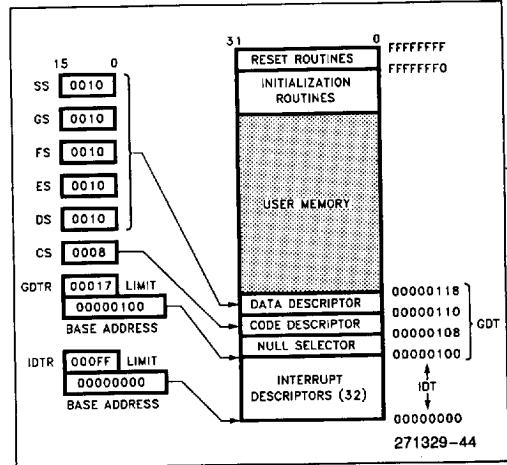 31 0
RESET ROUTINES FFFFFFFF
FFFFFFF0
INITIALIZATION
ROUTINES
15 0
SS 0010
GS 0010
FS 0010
ES 0010
DS 0010
CS 0008
USER MEMORY
GDTR 00017 LIMIT
00000100
BASE ADDRESS
IDTR 000FF LIMIT
00000000
BASE ADDRESS
DATA DESCRIPTOR
CODE DESCRIPTOR
NULL SELECTOR
INTERRUPT
DESCRIPTORS (32)
00000118
00000110
00000108
00000100
GDT
IDT
00000000
271329-44